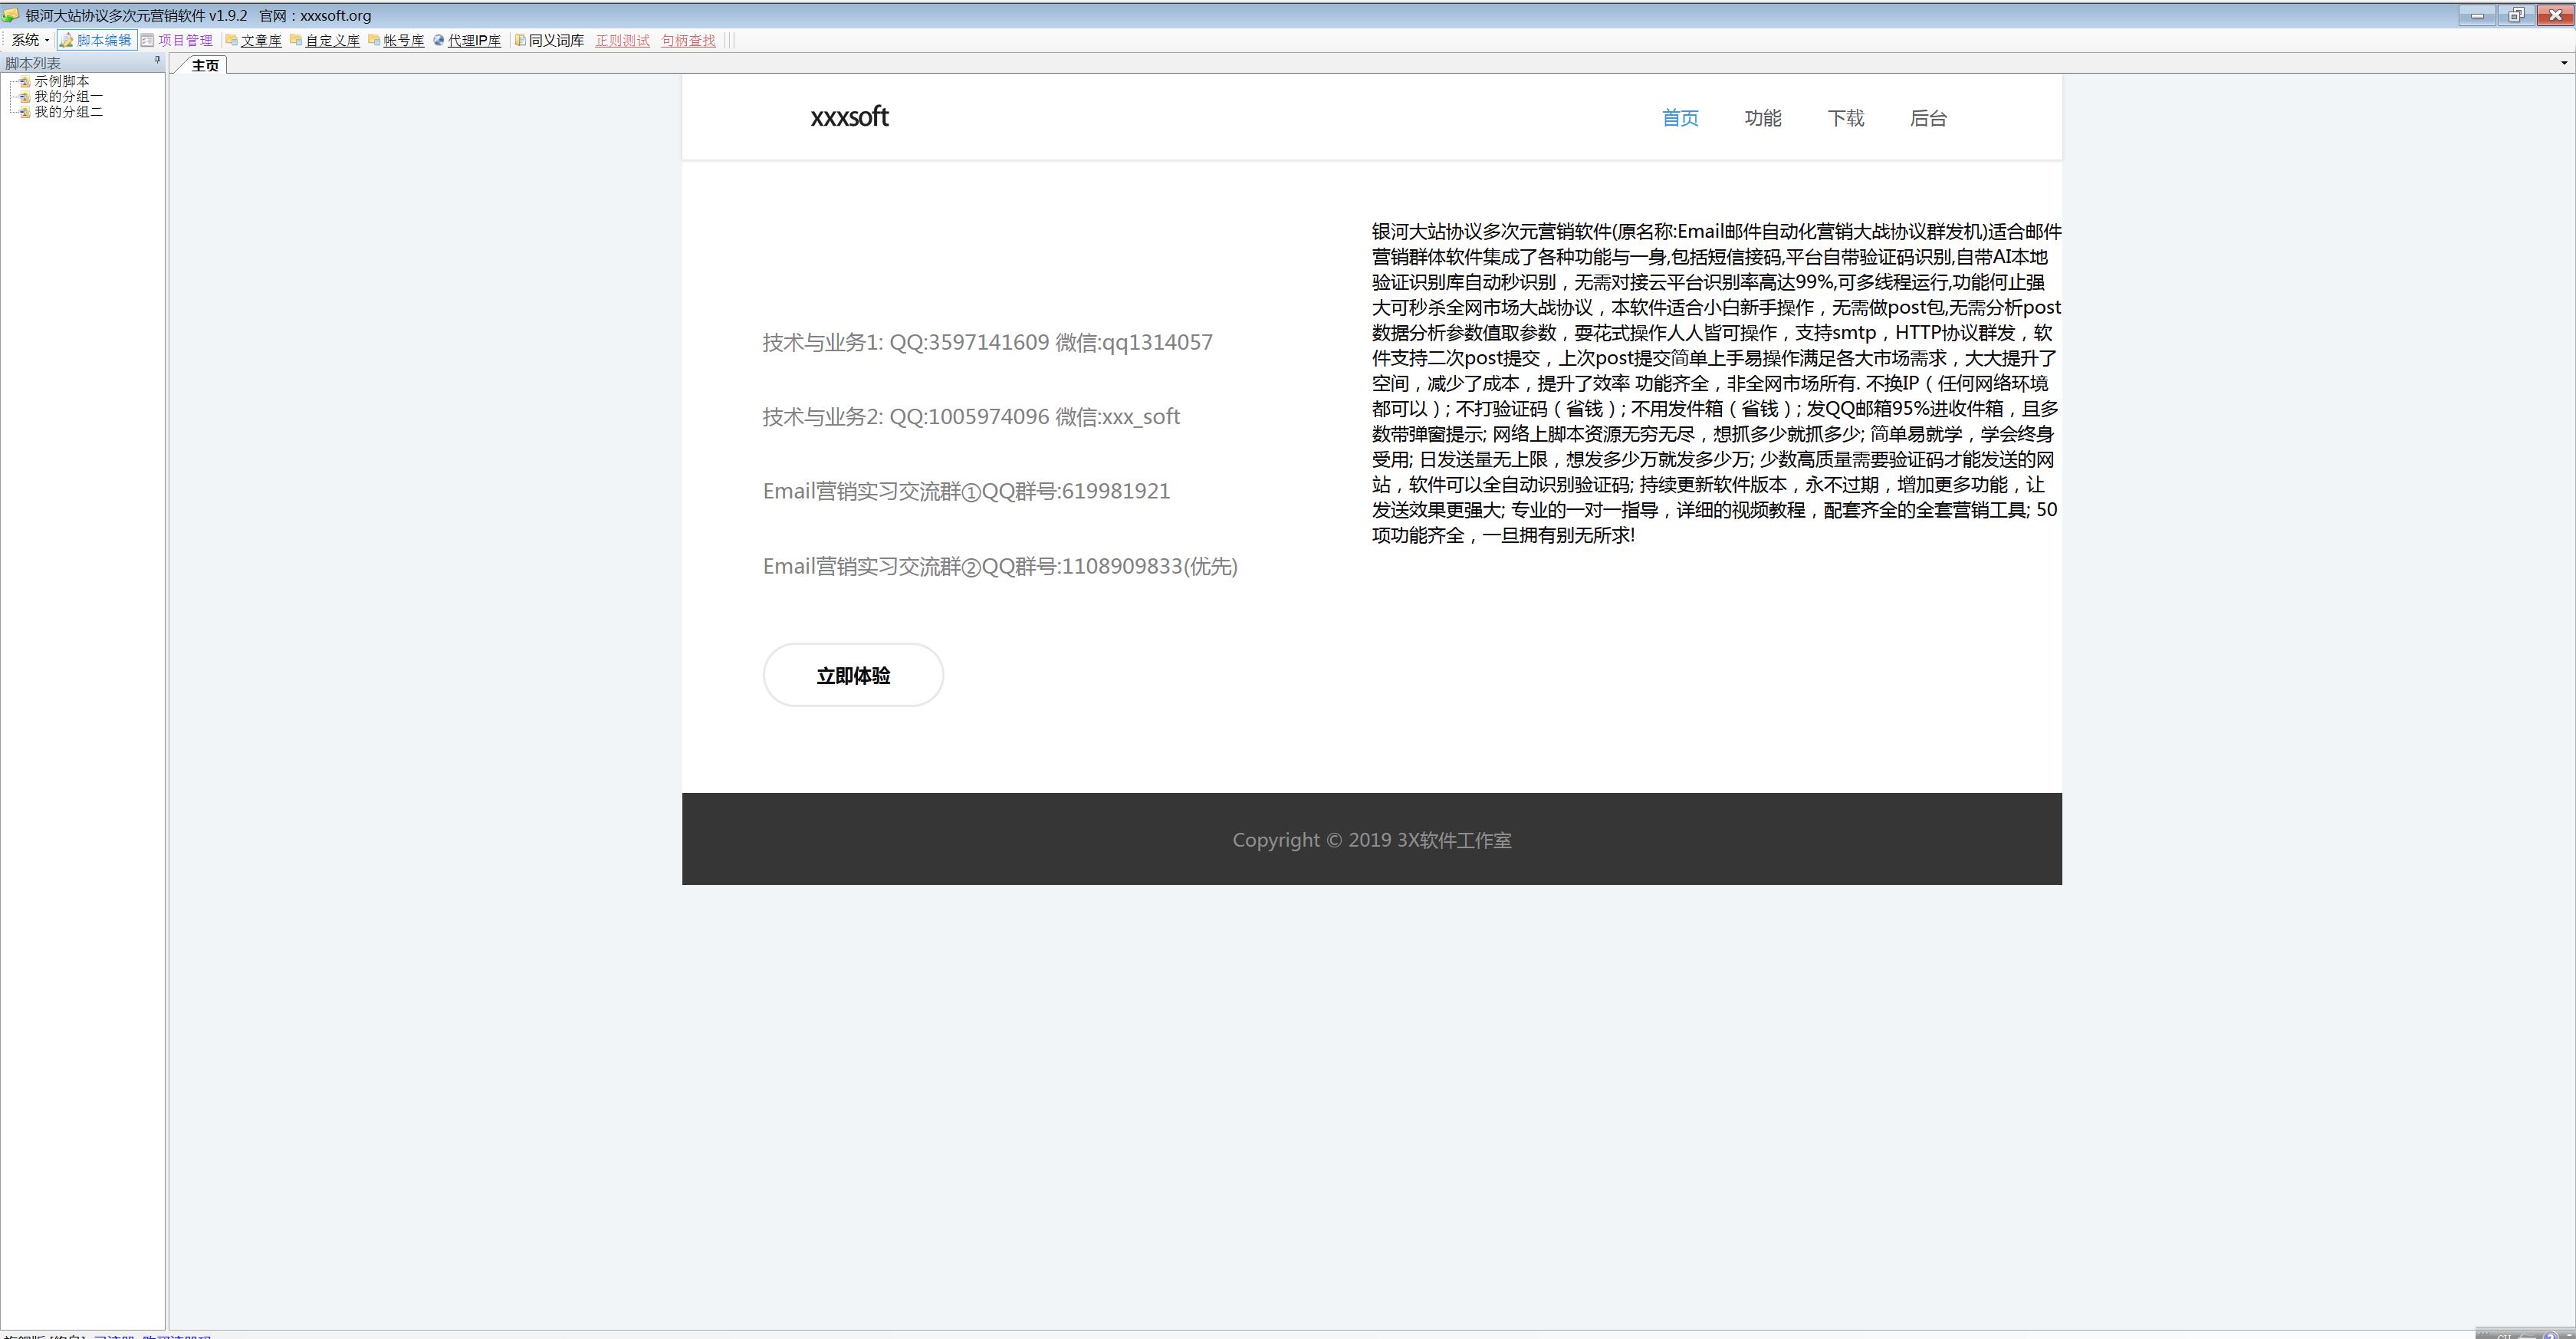 银河大站协议多次元营销软件 v1.9.2 官网：xxxsoft.org
系统 脚本编辑 项目管理 文章库 自定义库 帐号库 代理IP库 同义词库 正则测试 句柄查找
脚本列表
主页
示例脚本
我的分组一
我的分组二
xxxsoft
首页 功能 下载 后台
技术与业务1: QQ:3597141609 微信:qq1314057
技术与业务2: QQ:1005974096 微信:xxx_soft
Email营销实习交流群①QQ群号:619981921
Email营销实习交流群②QQ群号:1108909833(优先)
立即体验
银河大站协议多次元营销软件(原名称:Email邮件自动化营销大战协议群发机)适合邮件
营销群体软件集成了各种功能与一身,包括短信接码,平台自带验证码识别,自带AI本地
验证识别库自动秒识别，无需对接云平台识别率高达99%,可多线程运行,功能何止强
大可秒杀全网市场大战协议，本软件适合小白新手操作，无需做post包,无需分析post
数据分析参数值取参数，耍花式操作人人皆可操作，支持smtp，HTTP协议群发，软
件支持二次post提交，上次post提交简单上手易操作满足各大市场需求，大大提升了
空间，减少了成本，提升了效率 功能齐全，非全网市场所有. 不换IP（任何网络环境
都可以）; 不打验证码（省钱）; 不用发件箱（省钱）; 发QQ邮箱95%进收件箱，且多
数带弹窗提示; 网络上脚本资源无穷无尽，想抓多少就抓多少; 简单易就学，学会终身
受用; 日发送量无上限，想发多少万就发多少万; 少数高质量需要验证码才能发送的网
站，软件可以全自动识别验证码; 持续更新软件版本，永不过期，增加更多功能，让
发送效果更强大; 专业的一对一指导，详细的视频教程，配套齐全的全套营销工具; 50
项功能齐全，一旦拥有别无所求!
Copyright © 2019 3X软件工作室